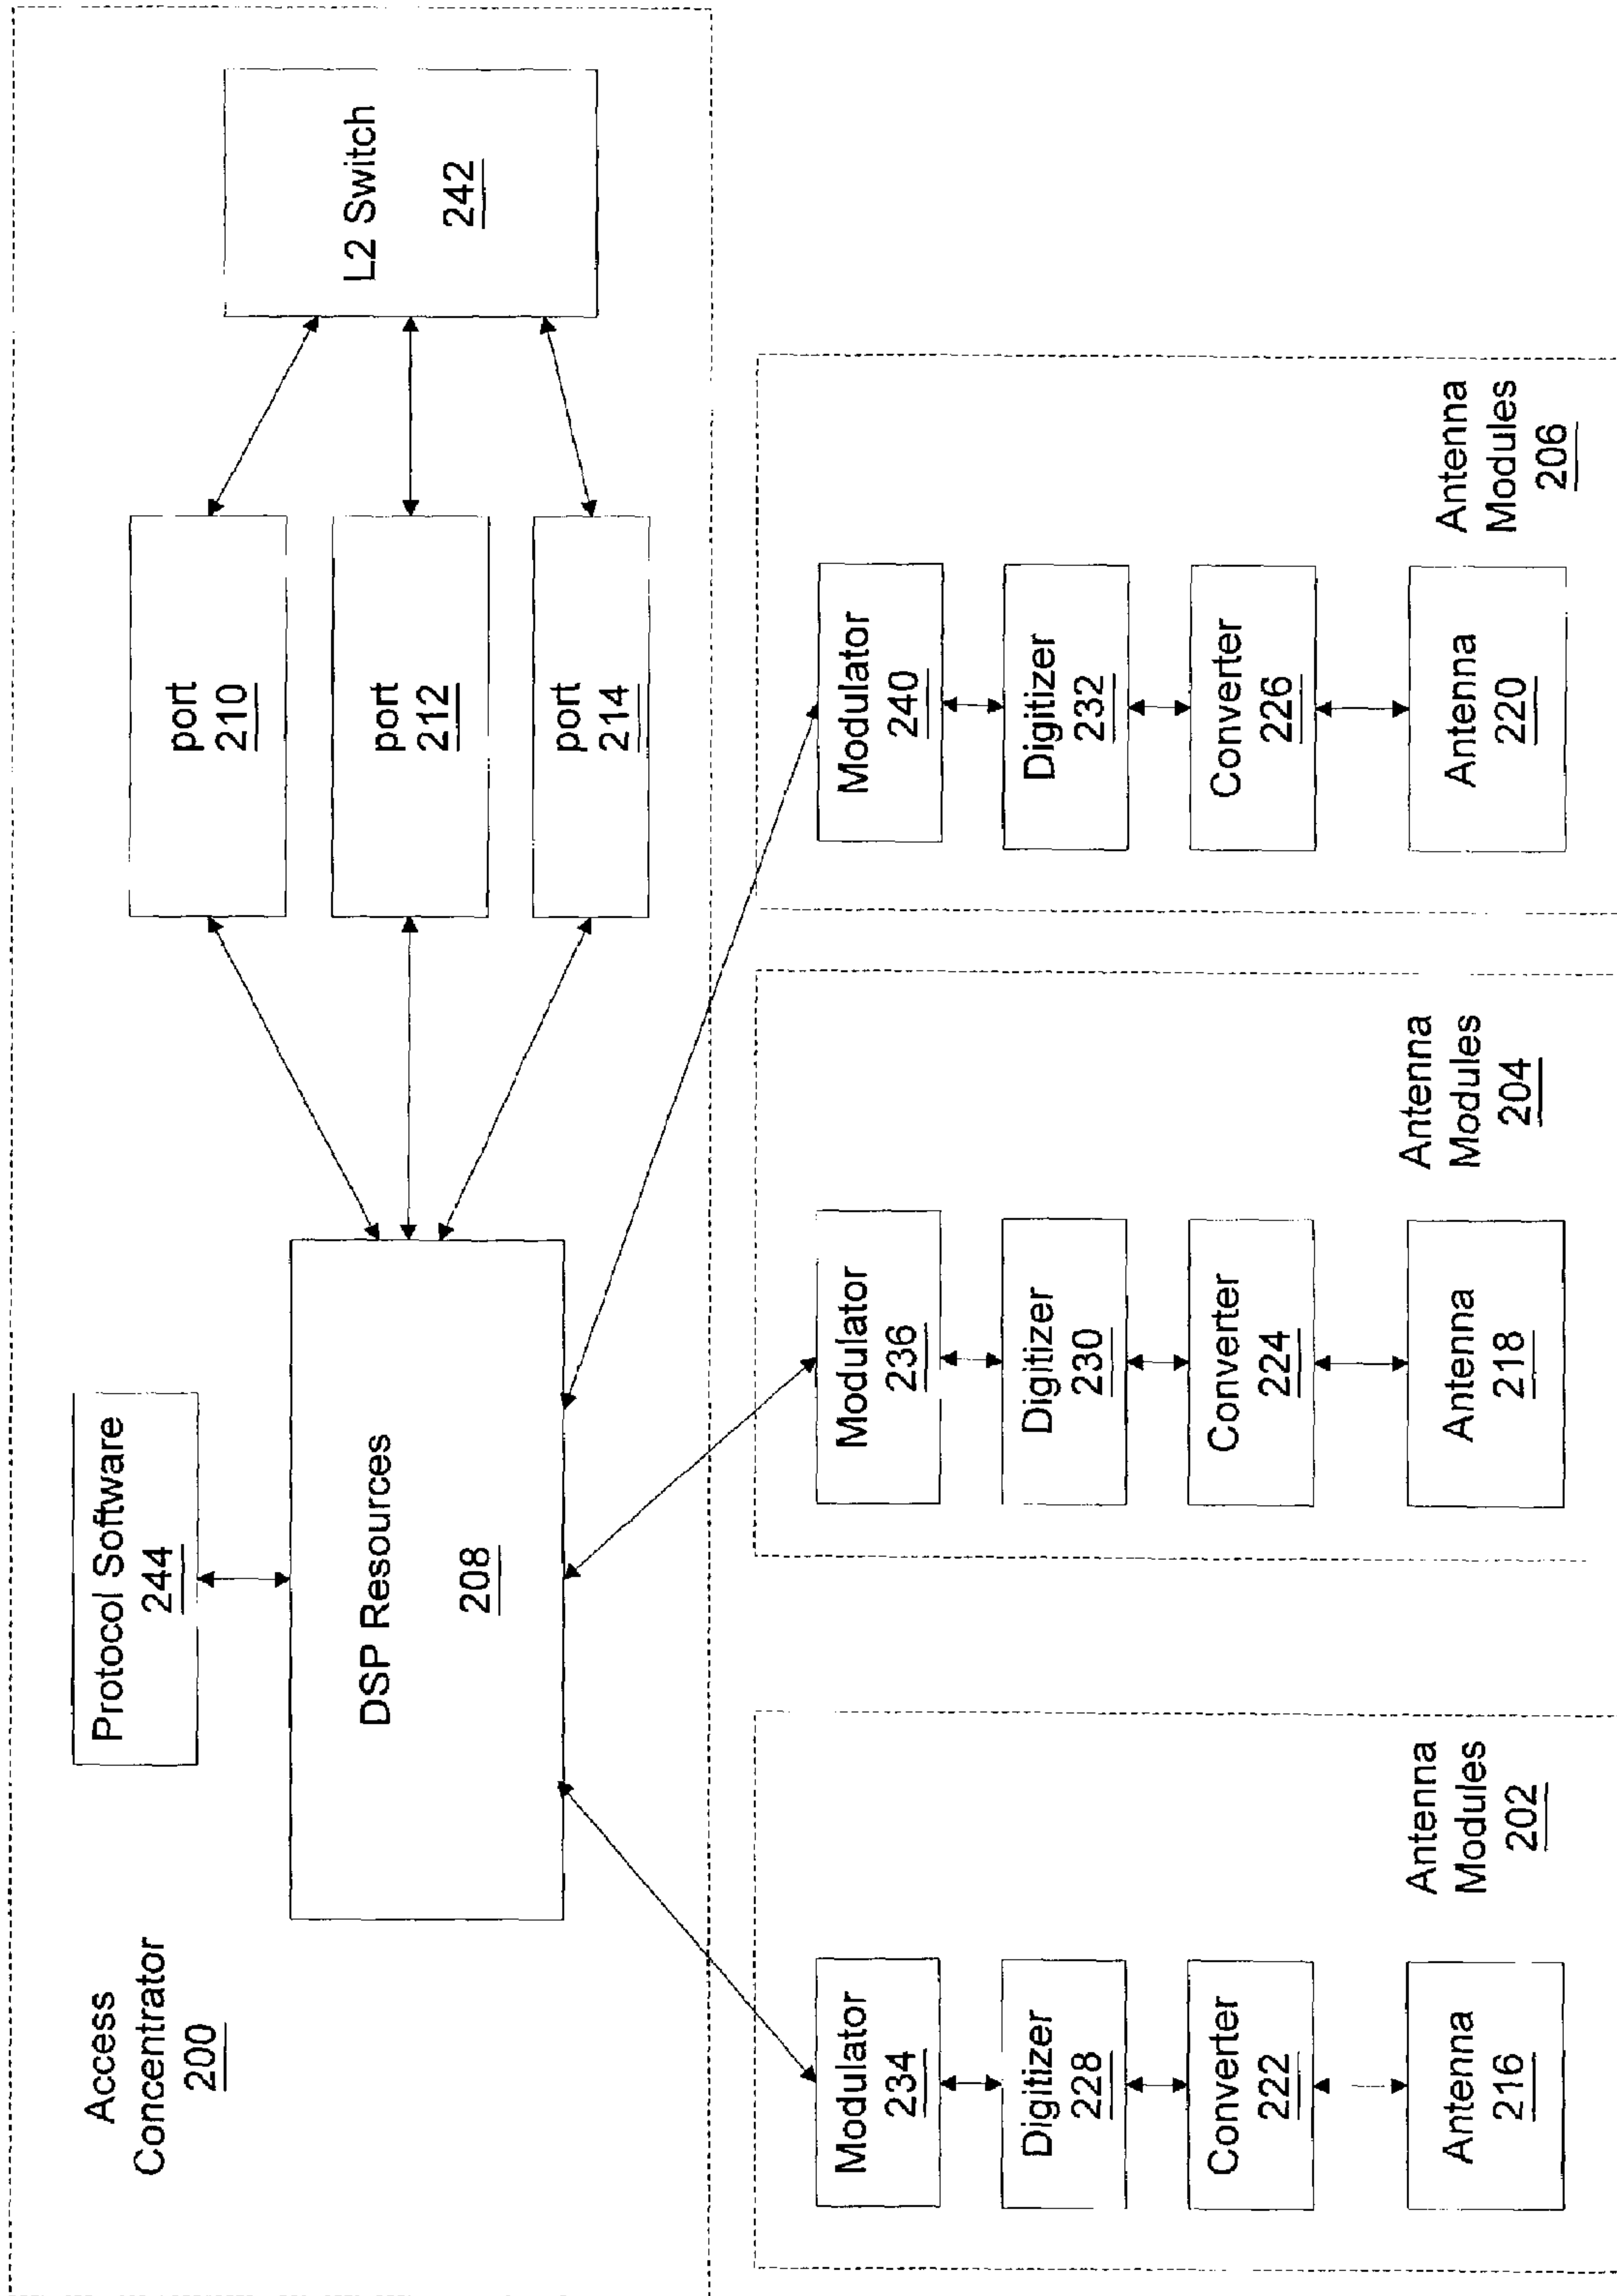 Access
Concentrator
200
Protocol Software
244
DSP Resources
208
port
210
port
212
port
214
L2 Switch
242
Modulator
234
Digitizer
228
Converter
222
Antenna
216
Antenna
Modules
202
Modulator
236
Digitizer
230
Converter
224
Antenna
218
Antenna
Modules
204
Modulator
240
Digitizer
232
Converter
226
Antenna
220
Antenna
Modules
206